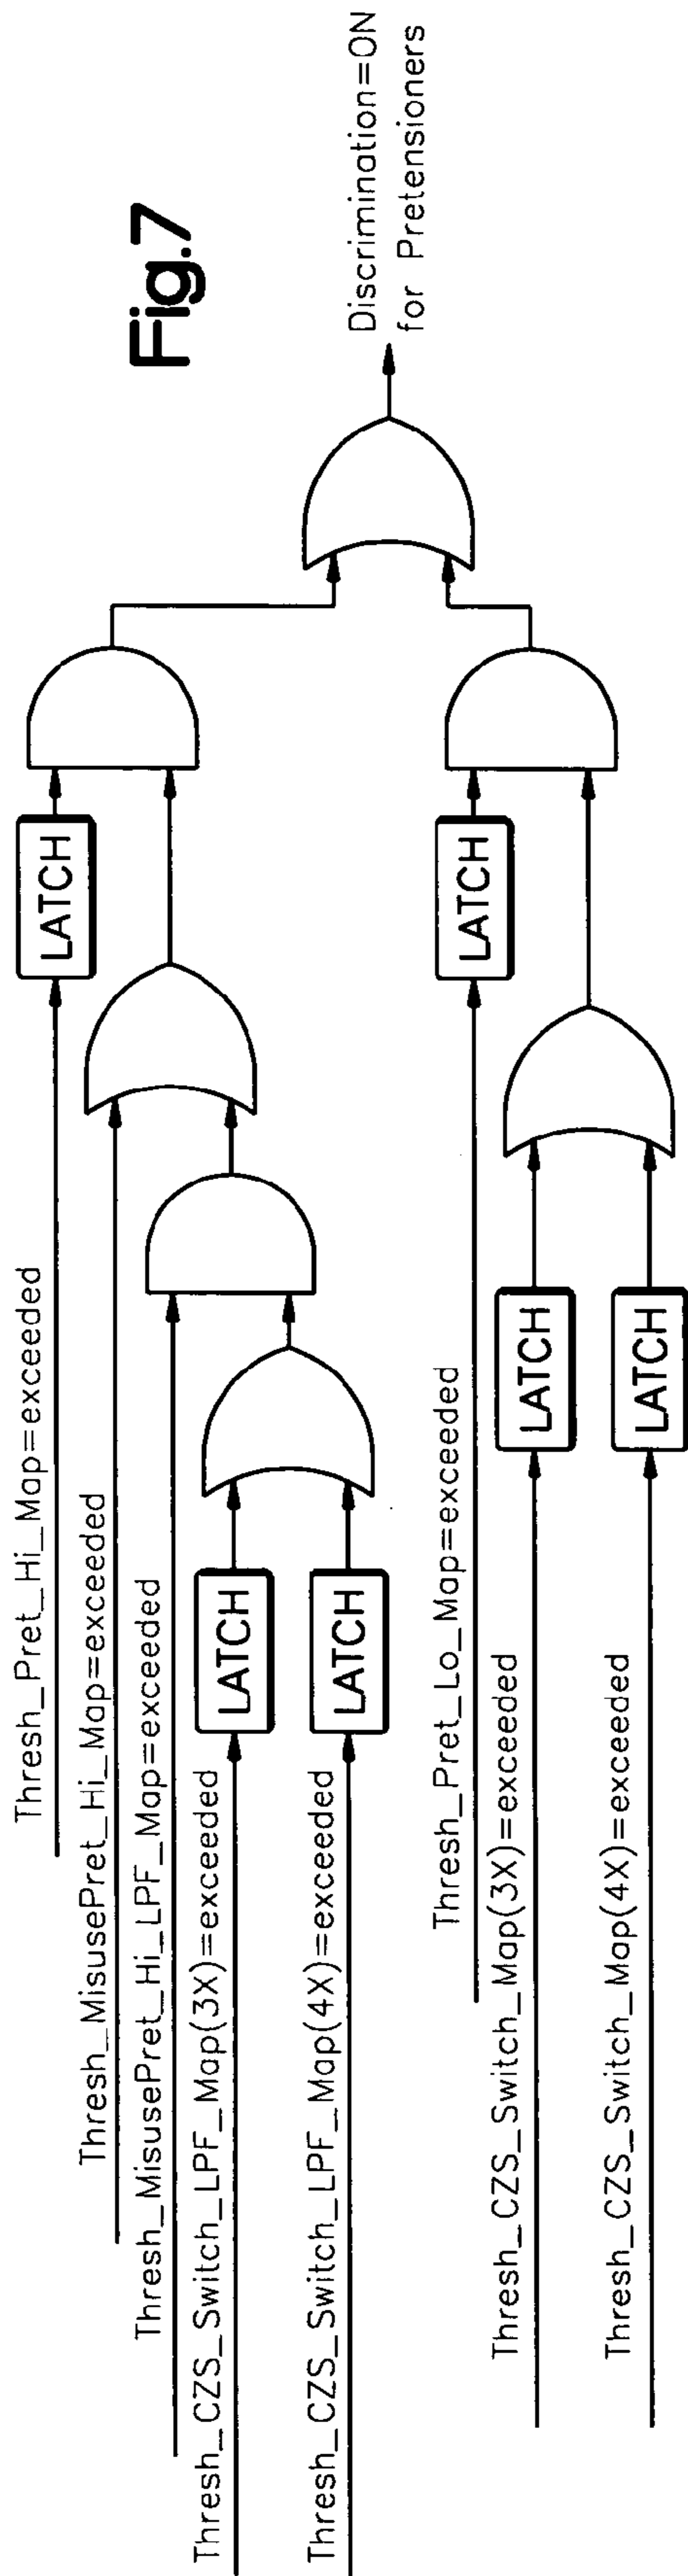 Fig.7
Thresh_Pret_Hi_Map=exceeded
LATCH
Thresh_MisusePret_Hi_Map=exceeded
Thresh_MisusePret_Hi_LPF_Map=exceeded
Thresh_CZS_Switch_LPF_Map(3X)=exceeded
LATCH
Thresh_CZS_Switch_LPF_Map(4X)=exceeded
LATCH
Discrimination=ON
for Pretensioners
Thresh_Pret_Lo_Map=exceeded
LATCH
Thresh_CZS_Switch_Map(3X)=exceeded
LATCH
Thresh_CZS_Switch_Map(4X)=exceeded
LATCH